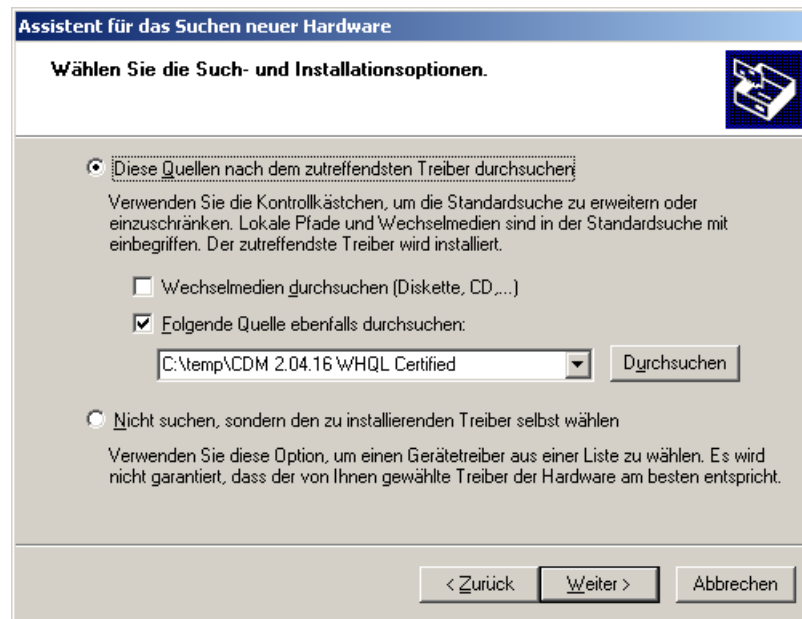 Assistent für das Suchen neuer Hardware
Wählen Sie die Such- und Installationsoptionen.
Diese Quellen nach dem zutreffendsten Treiber durchsuchen
Verwenden Sie die Kontrollkästchen, um die Standardsuche zu erweitern oder
einzuschränken. Lokale Pfade und Wechselmedien sind in der Standardsuche mit
einbegriffen. Der zutreffendste Treiber wird installiert.
Wechselmedien durchsuchen (Diskette, CD,...)
Folgende Quelle ebenfalls durchsuchen:
C:\temp\CDM 2.04.16 WHQL Certified
Durchsuchen
Nicht suchen, sondern den zu installierenden Treiber selbst wählen
Verwenden Sie diese Option, um einen Gerätetreiber aus einer Liste zu wählen. Es wird
nicht garantiert, dass der von Ihnen gewählte Treiber der Hardware am besten entspricht.
< Zurück
Weiter >
Abbrechen